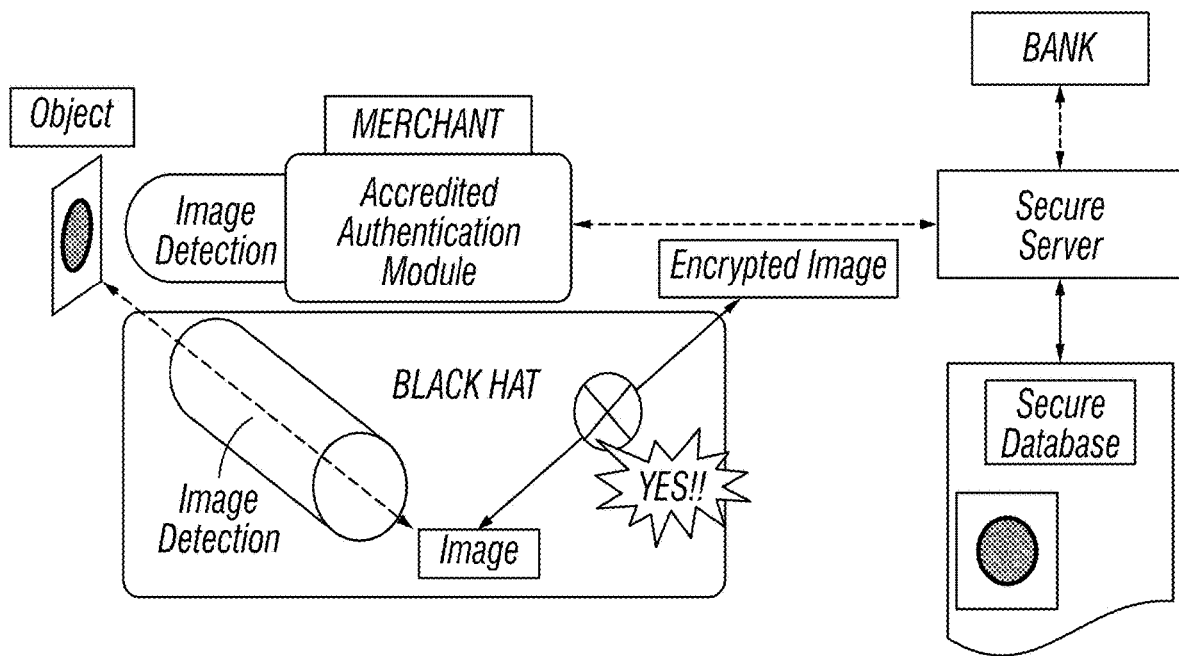 BANK
Object
MERCHANT
Image
Detection
Accredited
Authentication
Module
Secure
Server
Encrypted Image
BLACK HAT
YES!!
Image
Detection
Image
Secure
Database